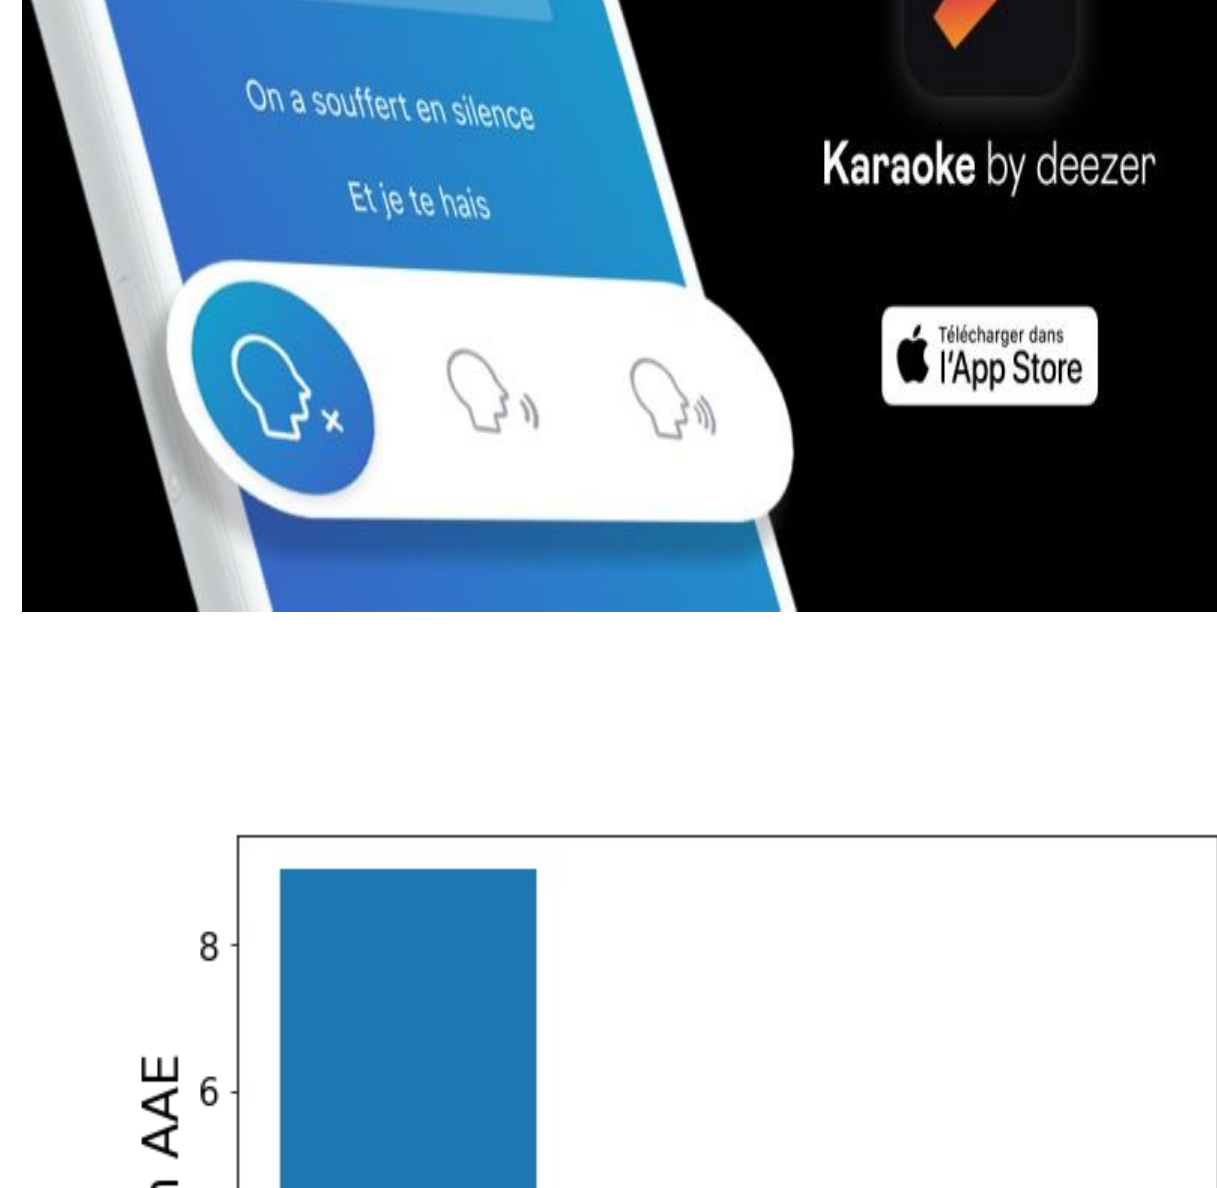 On a souffert en silence
Et je te hais
Karaoke by deezer
Télécharger dans
l'App Store
8
6
AAE